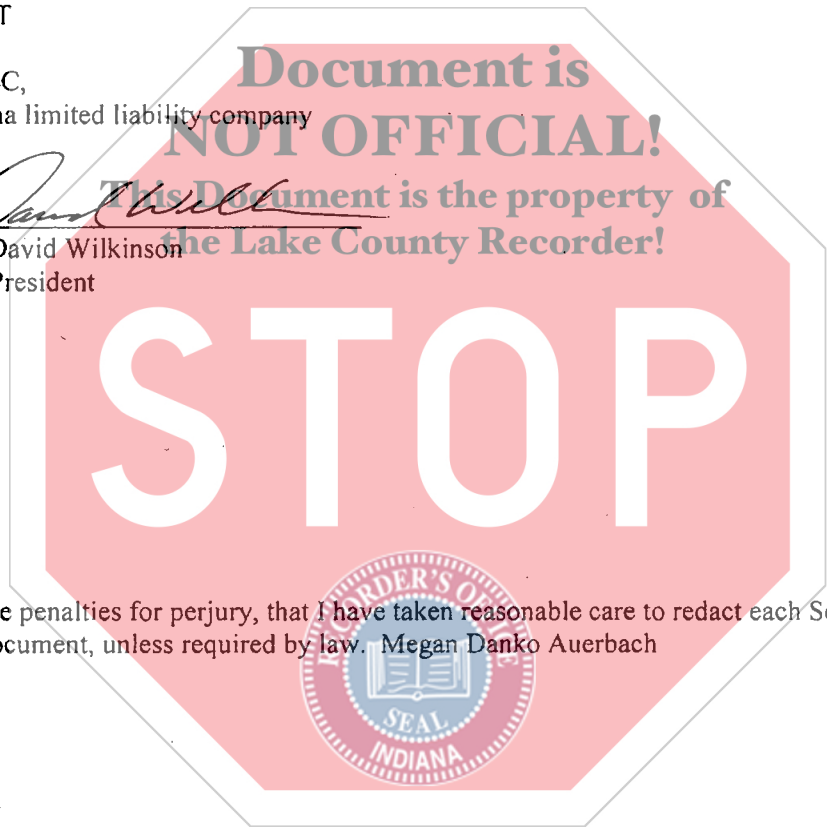 T
Document is
C,
na limited liability company
NOT OFFICIAL!
This Document is the property of
David Wilkinson
the Lake County Recorder!
President
STOP
e penalties for perjury, that I have taken reasonable care to redact each So
ocument, unless required by law. Megan Danko Auerbach
RECORDER'S OFFICE
SEAL
INDIANA